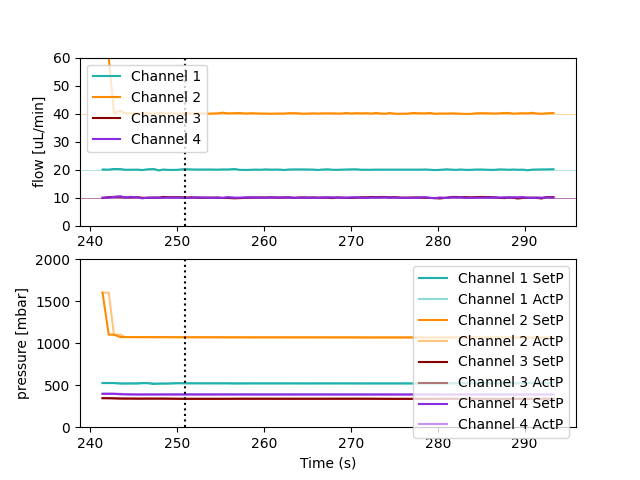 flow [uL/min]
60
50
40
30
20
10
0
Channel 1
Channel 2
Channel 3
Channel 4
240 250 260 270 280 290
pressure [mbar]
2000
1500
1000
500
0
Channel 1 SetP
Channel 1 ActP
Channel 2 SetP
Channel 2 ActP
Channel 3 SetP
Channel 3 ActP
Channel 4 SetP
Channel 4 ActP
240 250 260 270 280 290
Time (s)